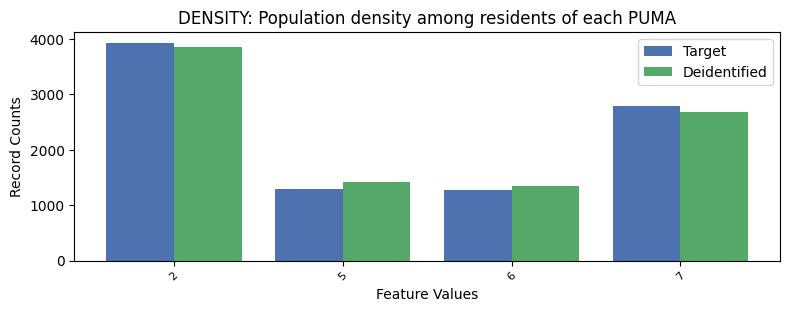 DENSITY: Population density among residents of each PUMA
Target
Deidentified
Record Counts
4000
3000
2000
1000
0
2
5
6
7
Feature Values